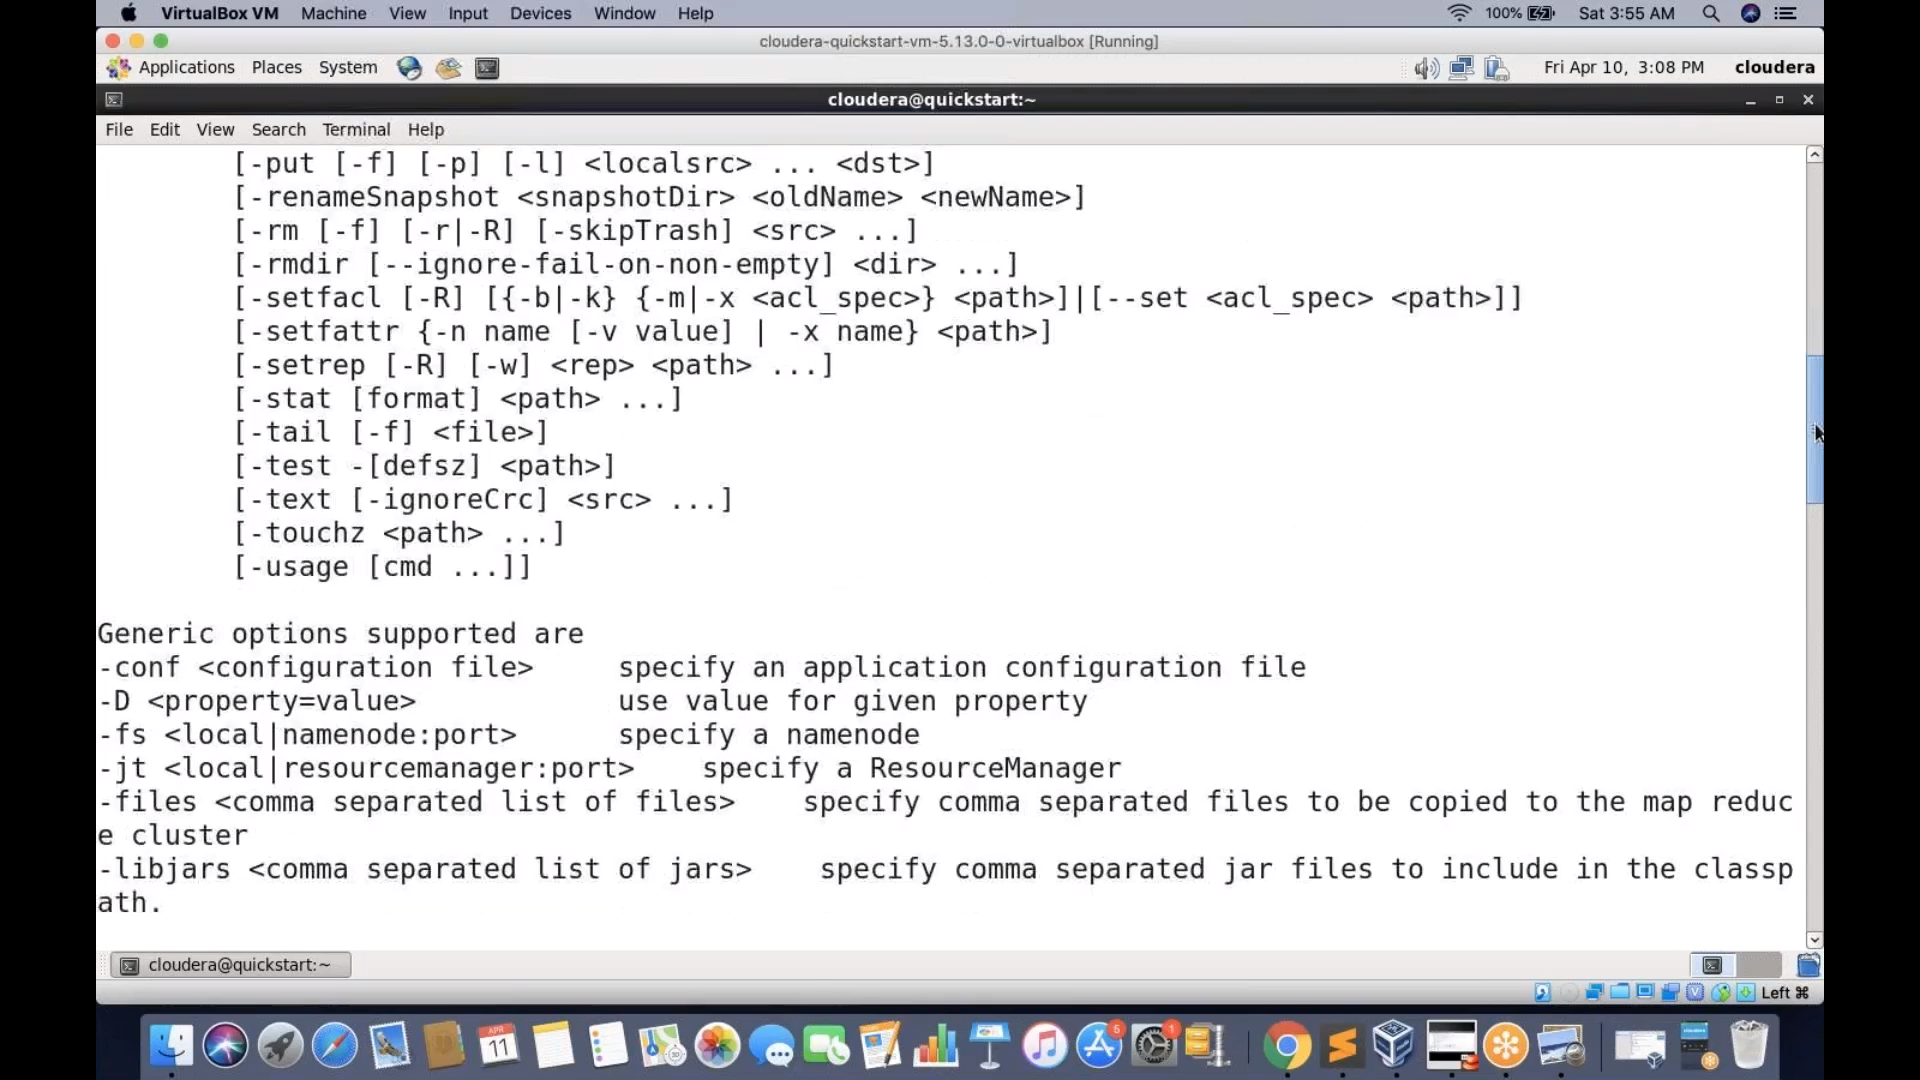 VirtualBox VM Machine View Input Devices Window Help 100% Sat 3:55 AM
cloudera-quickstart-vm-5.13.0-0-virtualbox [Running]
Applications Places System Fri Apr 10, 3:08 PM cloudera
cloudera@quickstart:~
File Edit View Search Terminal Help
[-put [-f] [-p] [-l] <localsrc> ... <dst>]
[-renameSnapshot <snapshotDir> <oldName> <newName>]
[-rm [-f] [-r|-R] [-skipTrash] <src> ...]
[-rmdir [--ignore-fail-on-non-empty] <dir> ...]
[-setfacl [-R] [{-b|-k} {-m|-x <acl_spec>} <path>]|[--set <acl_spec> <path>]]
[-setfattr {-n name [-v value] | -x name} <path>]
[-setrep [-R] [-w] <rep> <path> ...]
[-stat [format] <path> ...]
[-tail [-f] <file>]
[-test -[defsz] <path>]
[-text [-ignoreCrc] <src> ...]
[-touchz <path> ...]
[-usage [cmd ...]]
Generic options supported are
-conf <configuration file>     specify an application configuration file
-D <property=value>            use value for given property
-fs <local|namenode:port>      specify a namenode
-jt <local|resourcemanager:port>    specify a ResourceManager
-files <comma separated list of files>    specify comma separated files to be copied to the map reduc
e cluster
-libjars <comma separated list of jars>    specify comma separated jar files to include in the classp
ath.
cloudera@quickstart:~
Left ⌘
APR
11
5
1